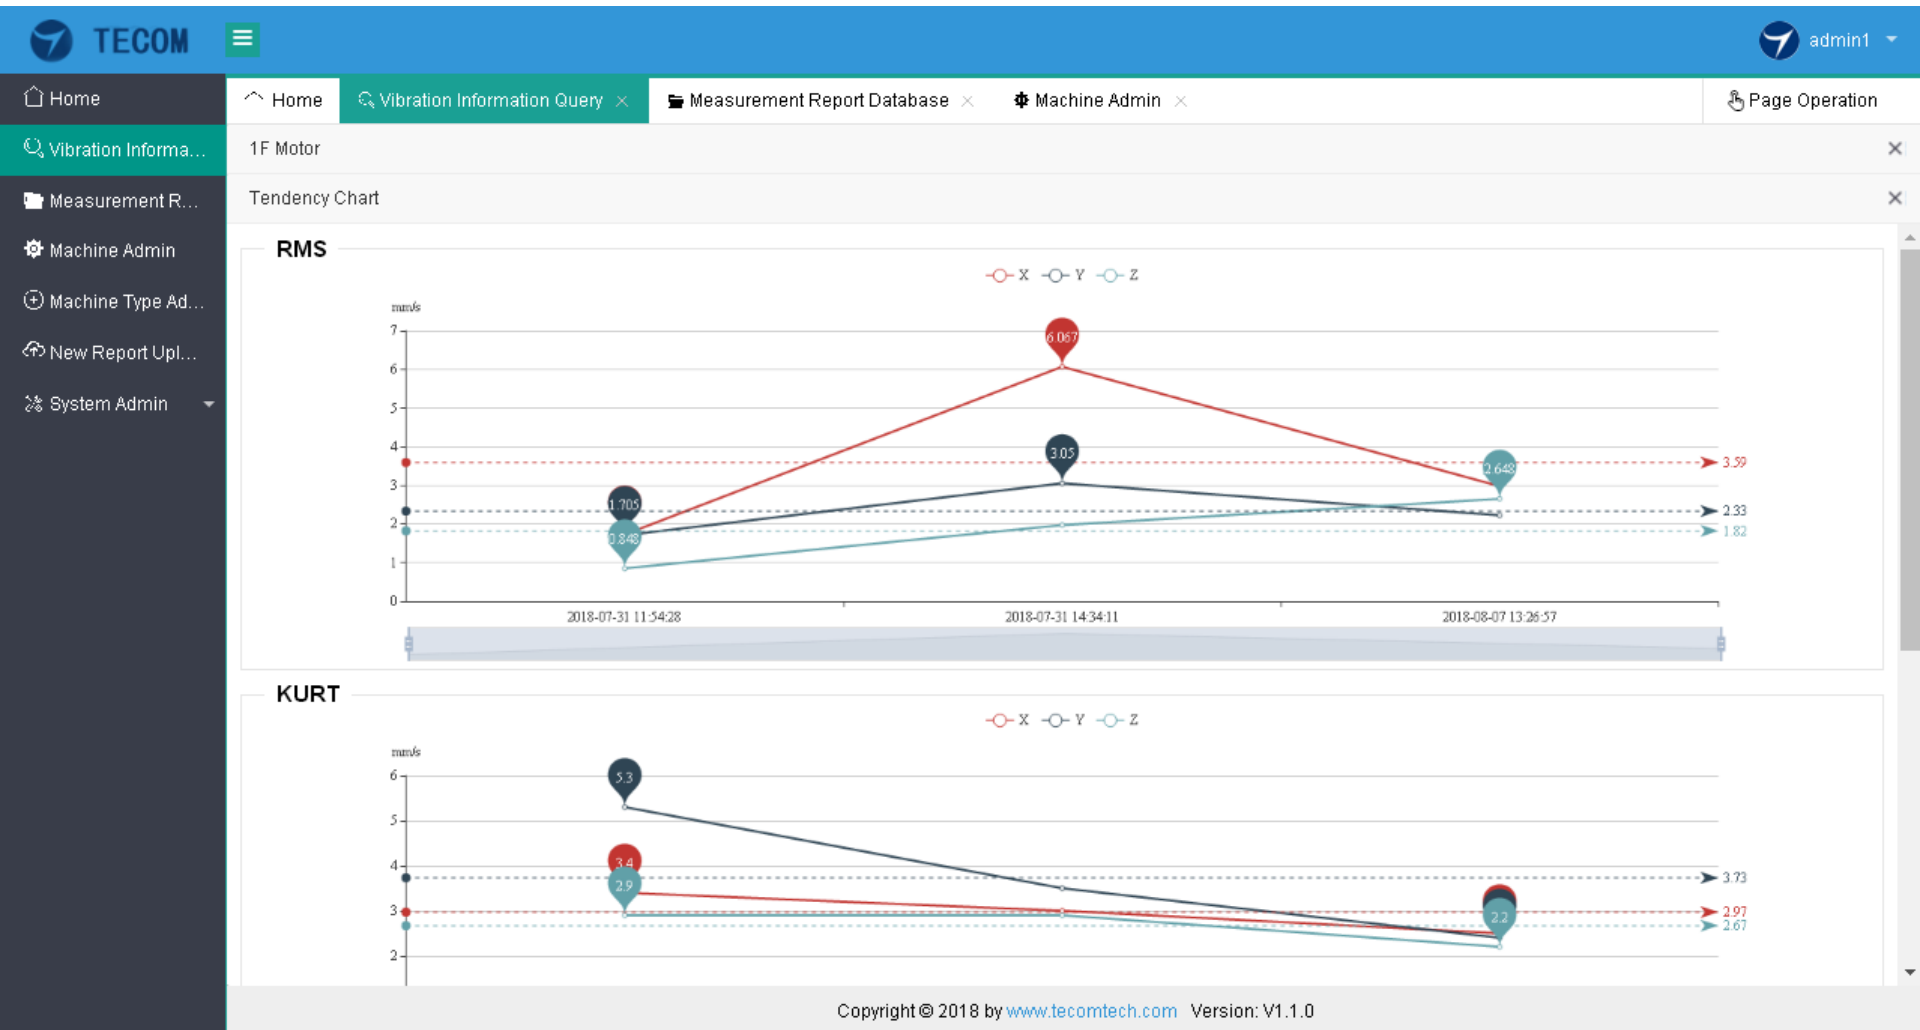 TECOM
admin1
Home
Vibration Informa...
Measurement R...
Machine Admin
Machine Type Ad...
New Report Upl...
System Admin
Home
Vibration Information Query
Measurement Report Database
Machine Admin
Page Operation
1F Motor
Tendency Chart
RMS
X Y Z
mm/s
7
6
5
4
3
2
1
0
6.067
3.05
2.648
1.705
0.848
3.59
2.33
1.82
2018-07-31 11:54:28
2018-07-31 14:34:11
2018-08-07 13:26:57
KURT
X Y Z
mm/s
6
5
4
3
2
5.3
3.4
2.9
2.2
3.73
2.97
2.67
Copyright © 2018 by www.tecomtech.com Version: V1.1.0